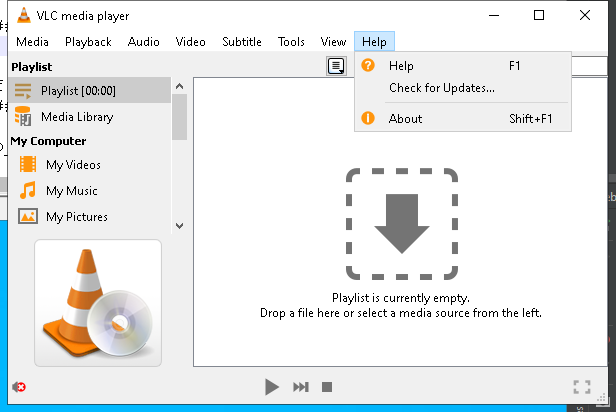 VLC media player
Media Playback Audio Video Subtitle Tools View Help
Playlist
Playlist [00:00]
Media Library
My Computer
My Videos
My Music
My Pictures
Help F1
Check for Updates...
About Shift+F1
Playlist is currently empty.
Drop a file here or select a media source from the left.